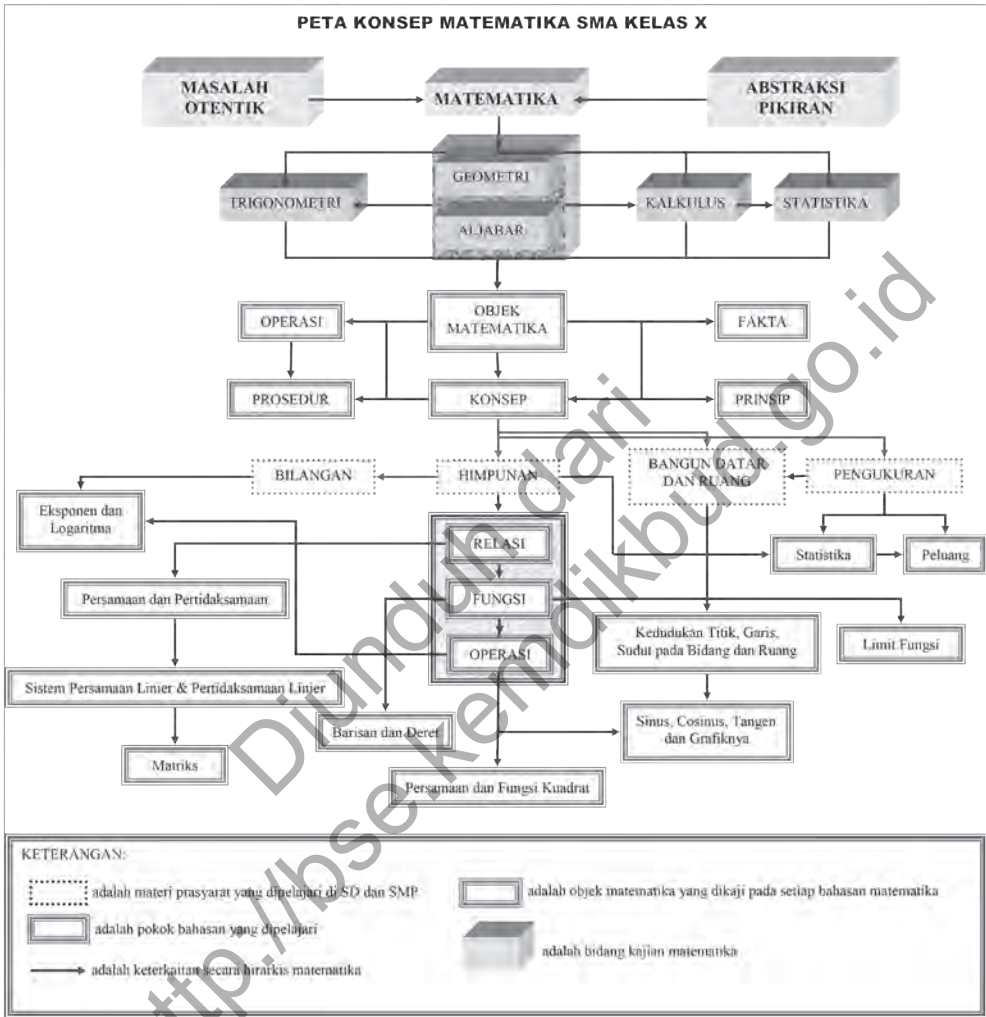 PETA KONSEP MATEMATIKA SMA KELAS X
MASALAH
OTENTIK
MATEMATIKA
ABSTRAKSI
PIKIRAN
GEOMETRI
TRIGONOMETRI
KALKULUS
STATISTIKA
ALJABAR
OPERASI
OBJEK
MATEMATIKA
FAKTA
PROSEDUR
KONSEP
PRINSIP
BILANGAN
HIMPUNAN
BANGUN DATAR
DAN RUANG
PENGUKURAN
Eksponen dan
Logaritma
RELASI
Statistika
Peluang
Persamaan dan Pertidaksamaan
FUNGSI
Kedudukan Titik, Garis,
Sudut pada Bidang dan Ruang
Limit Fungsi
OPERASI
Sistem Persamaan Linier & Pertidaksamaan Linier
Barisan dan Deret
Sinus, Cosinus, Tangen
dan Grafiknya
Matriks
Persamaan dan Fungsi Kuadrat
KETERANGAN:
adalah materi prasyarat yang dipelajari di SD dan SMP
adalah objek matematika yang dikaji pada setiap bahasan matematika
adalah pokok bahasan yang dipelajari
adalah bidang kajian matematika
adalah keterkaitan secara hirarkis matematika
Diunduh dari
ttp://bse.kemdikbud.go.id